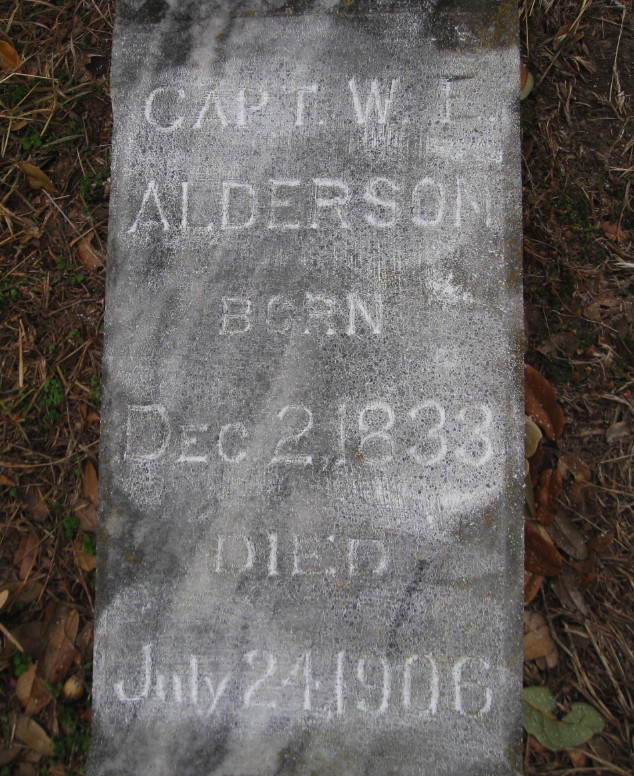 CAPT. W. E.
ALDERSON
BORN
DEC 2, 1833
DIED
July 24, 1906